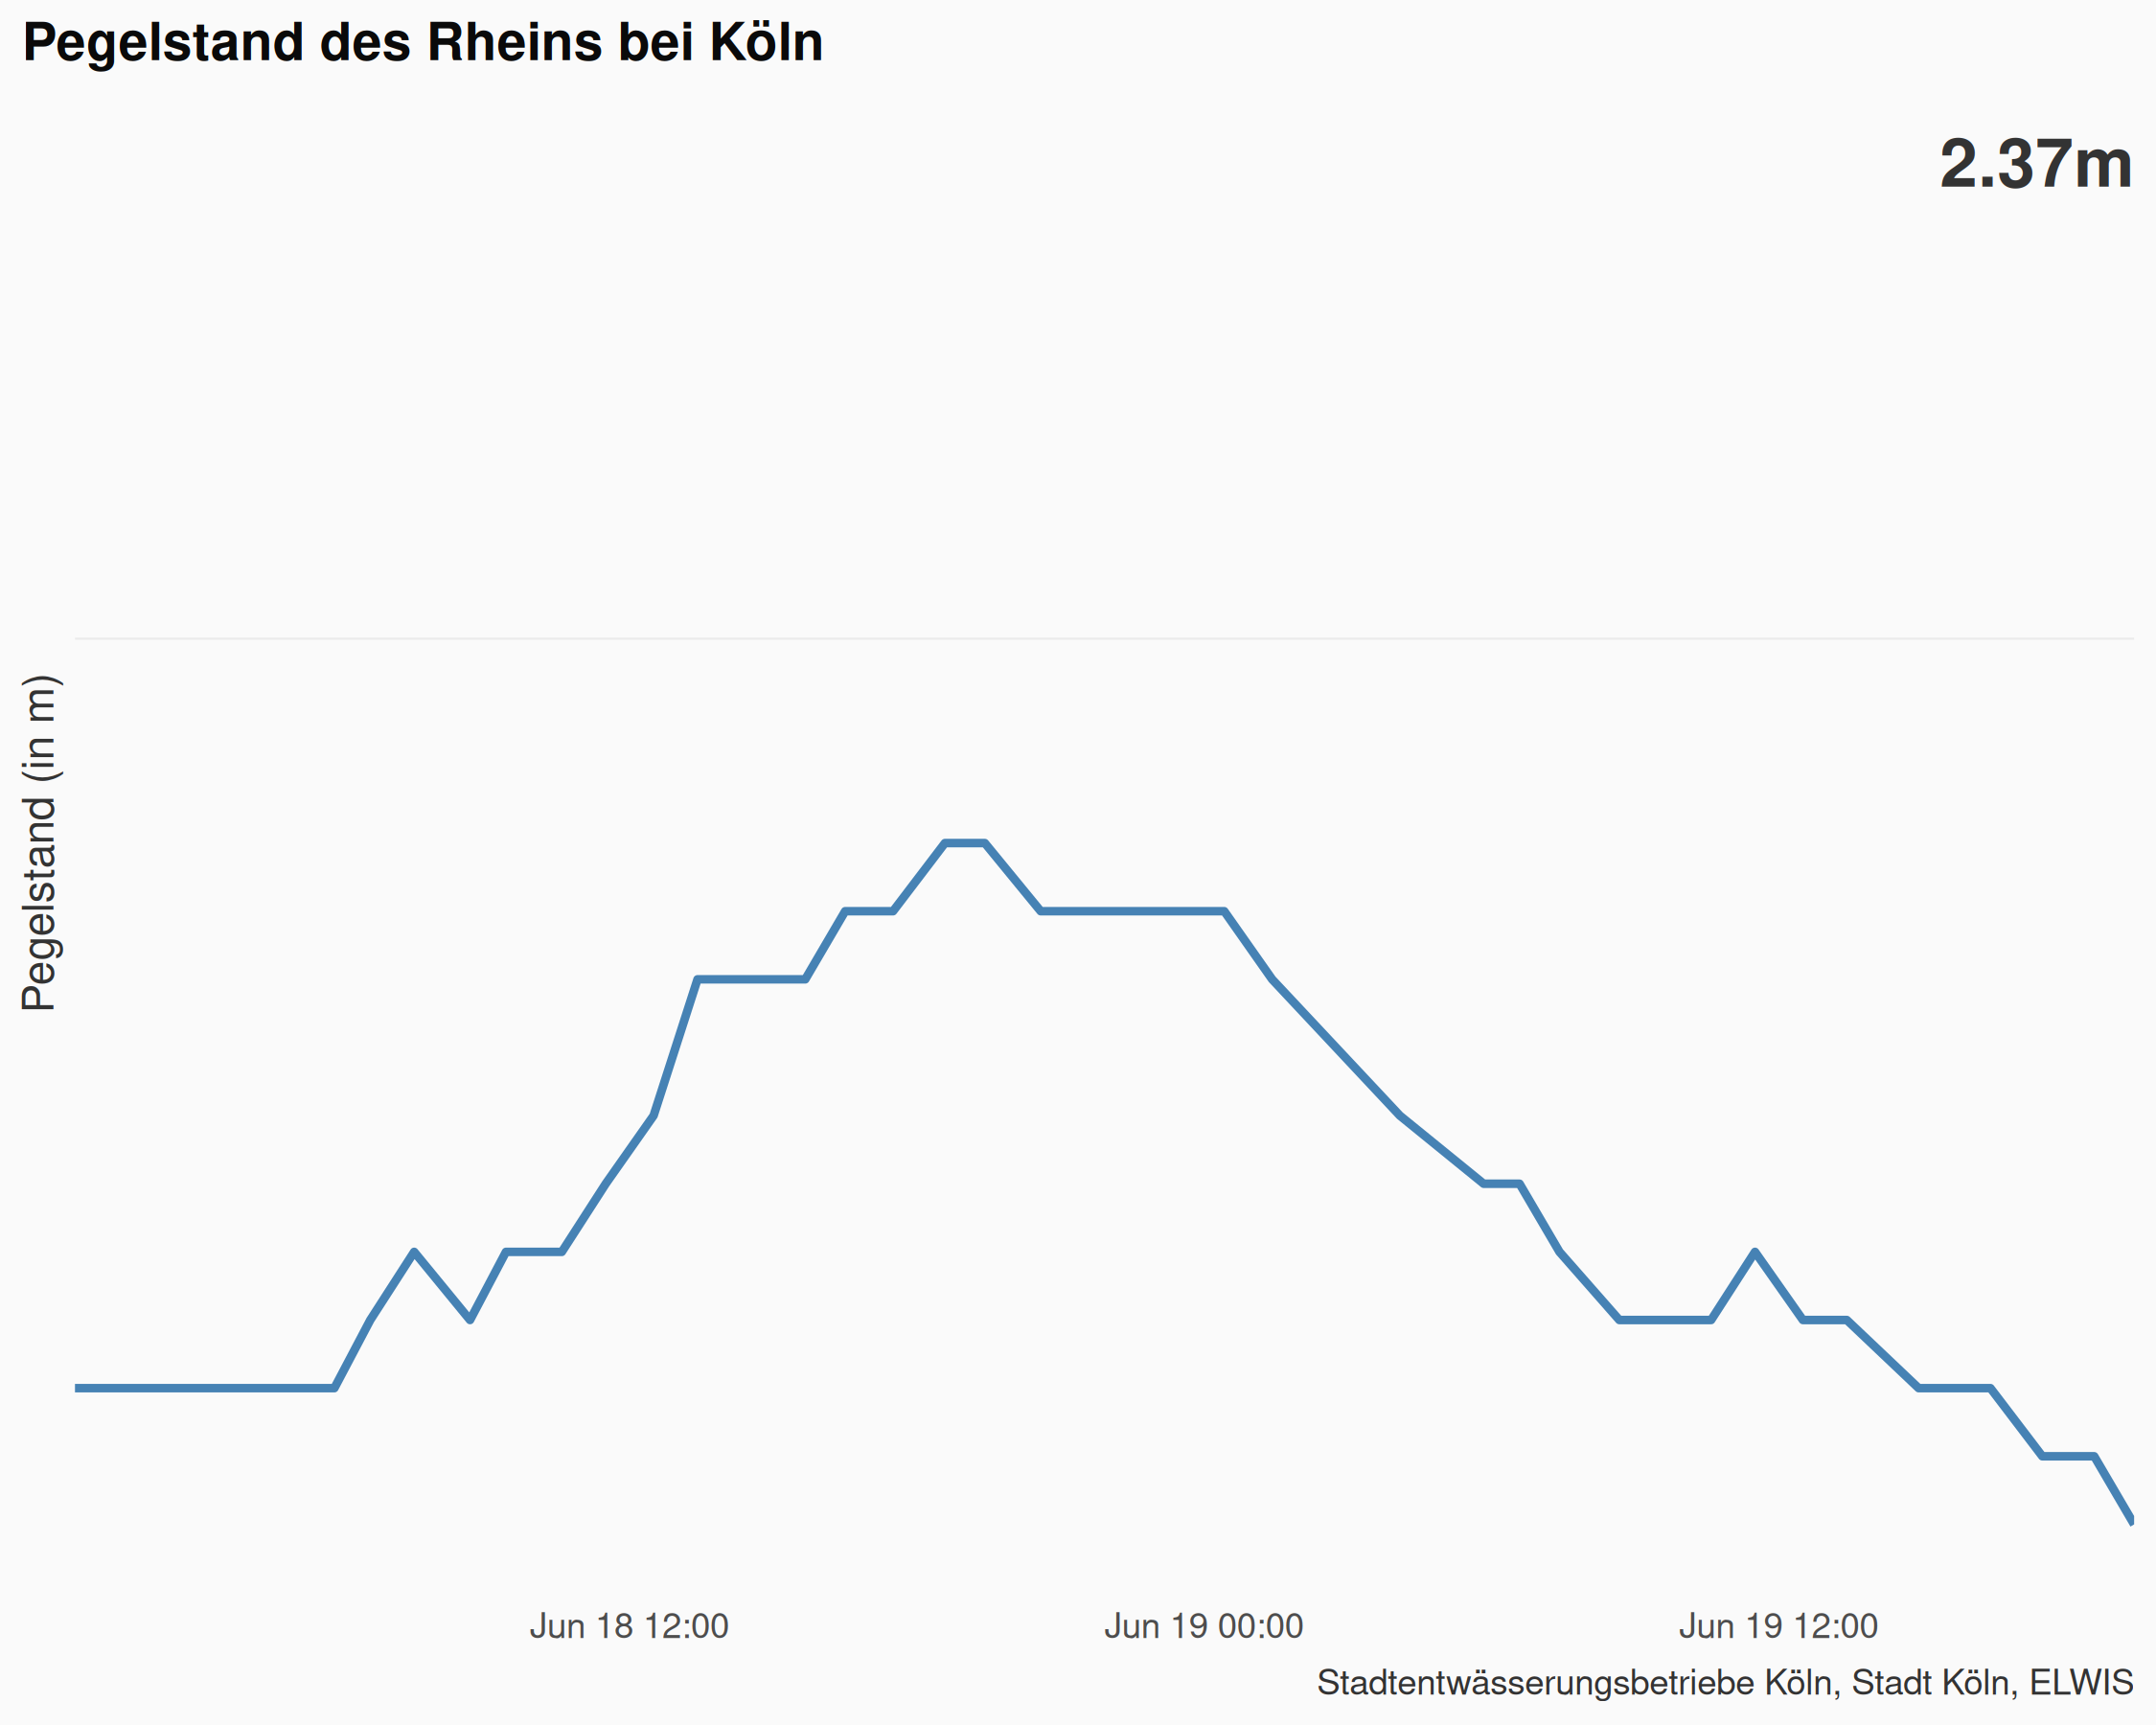 Pegelstand des Rheins bei Köln
2.37m
Pegelstand (in m)
Jun 18 12:00
Jun 19 00:00
Jun 19 12:00
Stadtentwässerungsbetriebe Köln, Stadt Köln, ELWIS